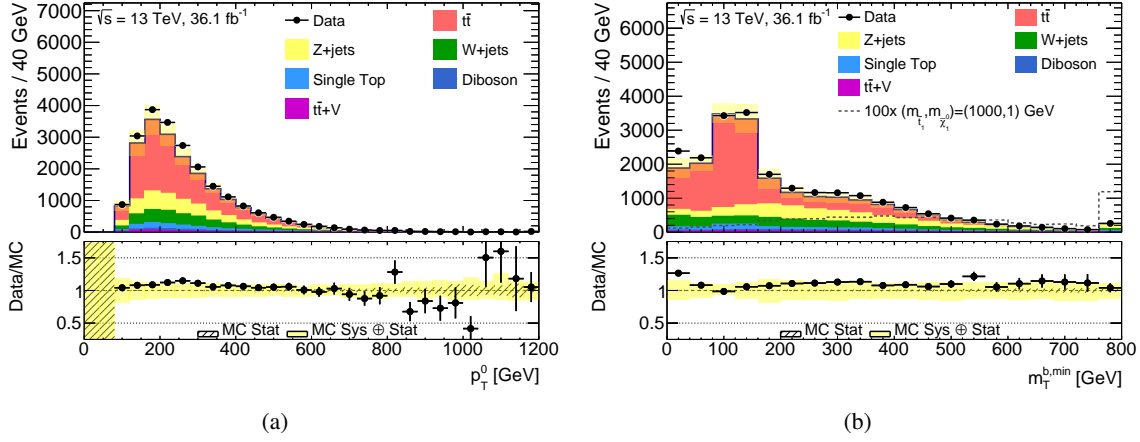 √s = 13 TeV, 36.1 fb⁻¹
Data
tt̄
Z+jets
W+jets
Single Top
Diboson
tt̄+V
Events / 40 GeV
7000
6000
5000
4000
3000
2000
1000
0
Data/MC
1.5
1
0.5
MC Stat
MC Sys ⊕ Stat
0 200 400 600 800 1000 1200
p_T^0 [GeV]
(a)
√s = 13 TeV, 36.1 fb⁻¹
Data
tt̄
Z+jets
W+jets
Single Top
Diboson
tt̄+V
100x (m_t̃₁,m_χ̃₁⁰)=(1000,1) GeV
Events / 40 GeV
6000
5000
4000
3000
2000
1000
0
Data/MC
1.5
1
0.5
MC Stat
MC Sys ⊕ Stat
0 100 200 300 400 500 600 700 800
m_T^{b,min} [GeV]
(b)